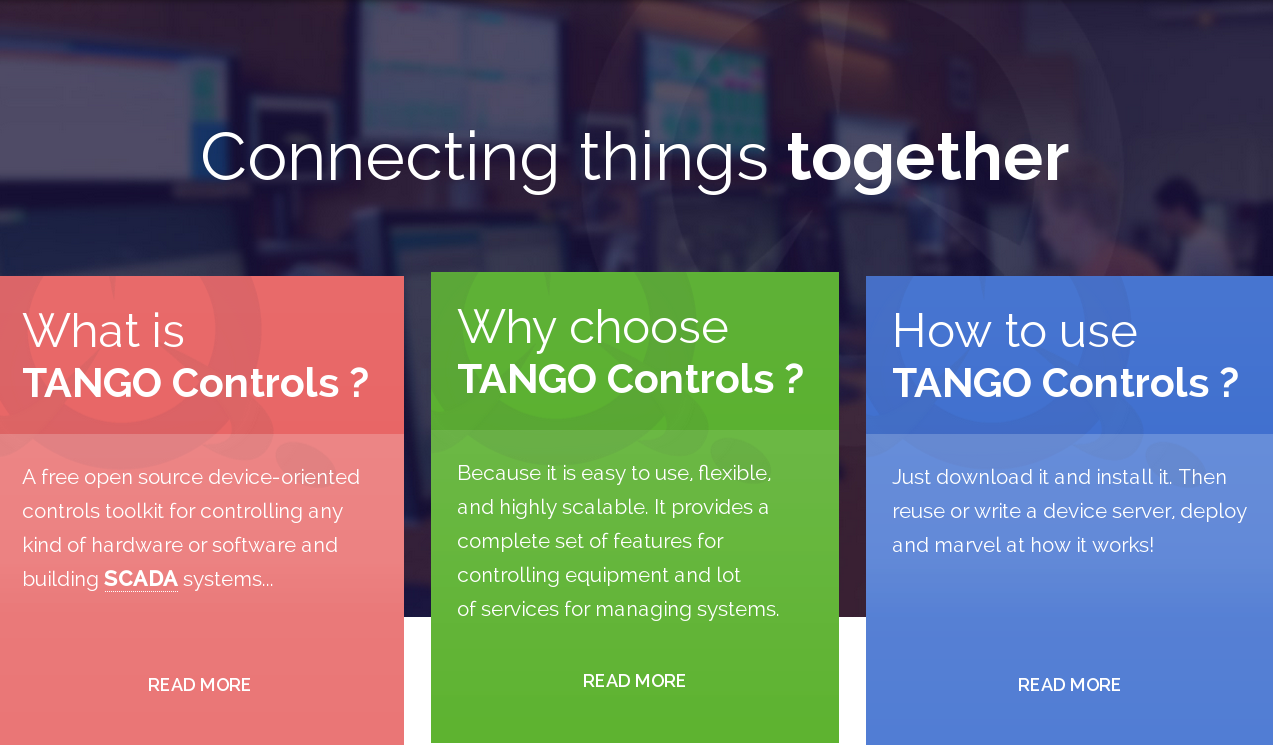 Connecting things together
What is
TANGO Controls ?
A free open source device-oriented
controls toolkit for controlling any
kind of hardware or software and
building SCADA systems...
READ MORE
Why choose
TANGO Controls ?
Because it is easy to use, flexible,
and highly scalable. It provides a
complete set of features for
controlling equipment and lot
of services for managing systems.
READ MORE
How to use
TANGO Controls ?
Just download it and install it. Then
reuse or write a device server, deploy
and marvel at how it works!
READ MORE